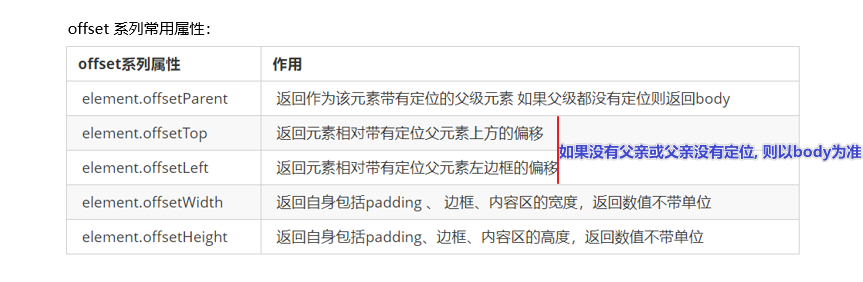 offset 系列常用属性：
offset系列属性 作用
element.offsetParent 返回作为该元素带有定位的父级元素 如果父级都没有定位则返回body
element.offsetTop 返回元素相对带有定位父元素上方的偏移
如果没有父亲或父亲没有定位, 则以body为准
element.offsetLeft 返回元素相对带有定位父元素左边框的偏移
element.offsetWidth 返回自身包括padding 、 边框、内容区的宽度，返回数值不带单位
element.offsetHeight 返回自身包括padding、边框、内容区的高度，返回数值不带单位